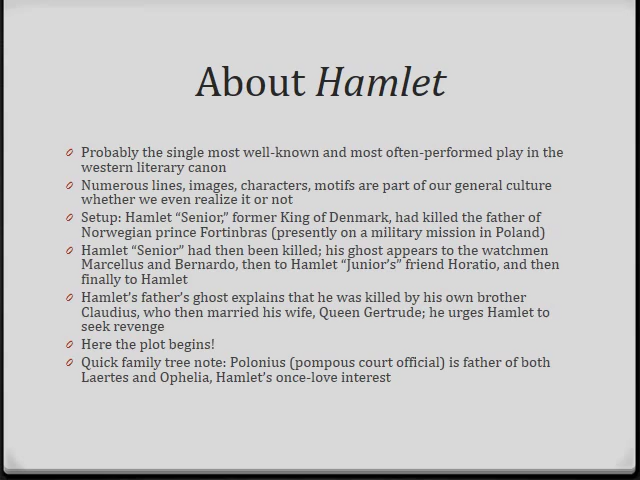 About Hamlet
Probably the single most well-known and most often-performed play in the
western literary canon
Numerous lines, images, characters, motifs are part of our general culture
whether we even realize it or not
Setup: Hamlet “Senior,” former King of Denmark, had killed the father of
Norwegian prince Fortinbras (presently on a military mission in Poland)
Hamlet “Senior” had then been killed; his ghost appears to the watchmen
Marcellus and Bernardo, then to Hamlet “Junior’s” friend Horatio, and then
finally to Hamlet
Hamlet’s father’s ghost explains that he was killed by his own brother
Claudius, who then married his wife, Queen Gertrude; he urges Hamlet to
seek revenge
Here the plot begins!
Quick family tree note: Polonius (pompous court official) is father of both
Laertes and Ophelia, Hamlet’s once-love interest